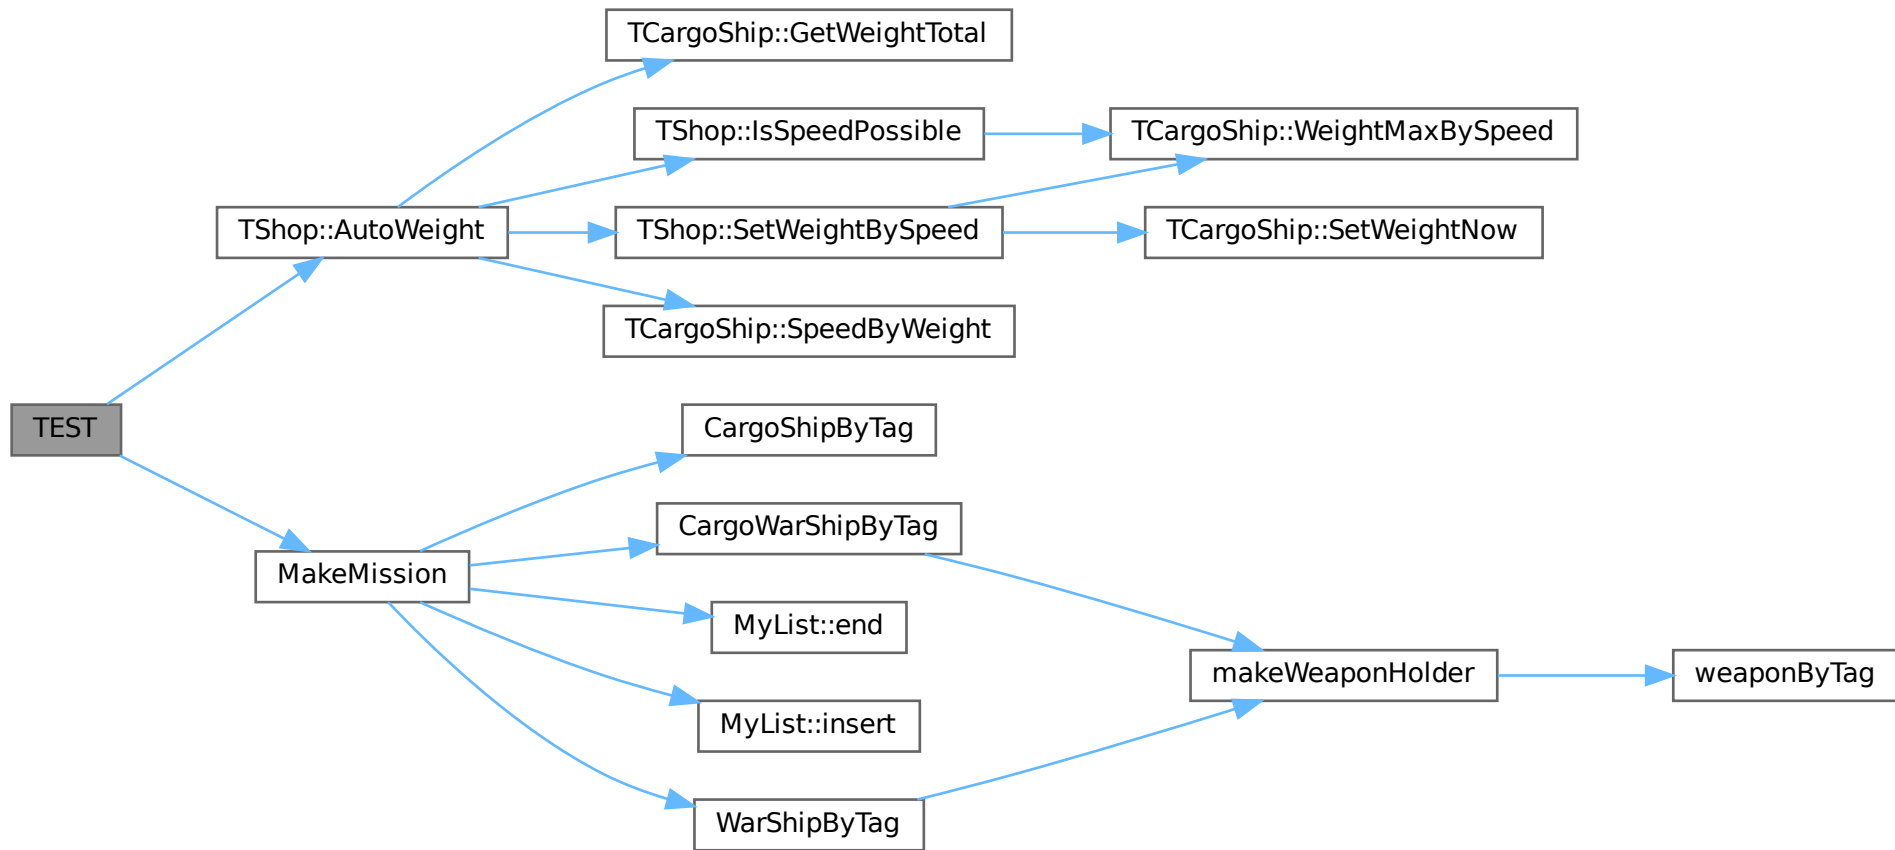 TCargoShip::GetWeightTotal
TShop::IsSpeedPossible
TCargoShip::WeightMaxBySpeed
TShop::AutoWeight
TShop::SetWeightBySpeed
TCargoShip::SetWeightNow
TCargoShip::SpeedByWeight
TEST
CargoShipByTag
CargoWarShipByTag
MakeMission
MyList::end
makeWeaponHolder
weaponByTag
MyList::insert
WarShipByTag